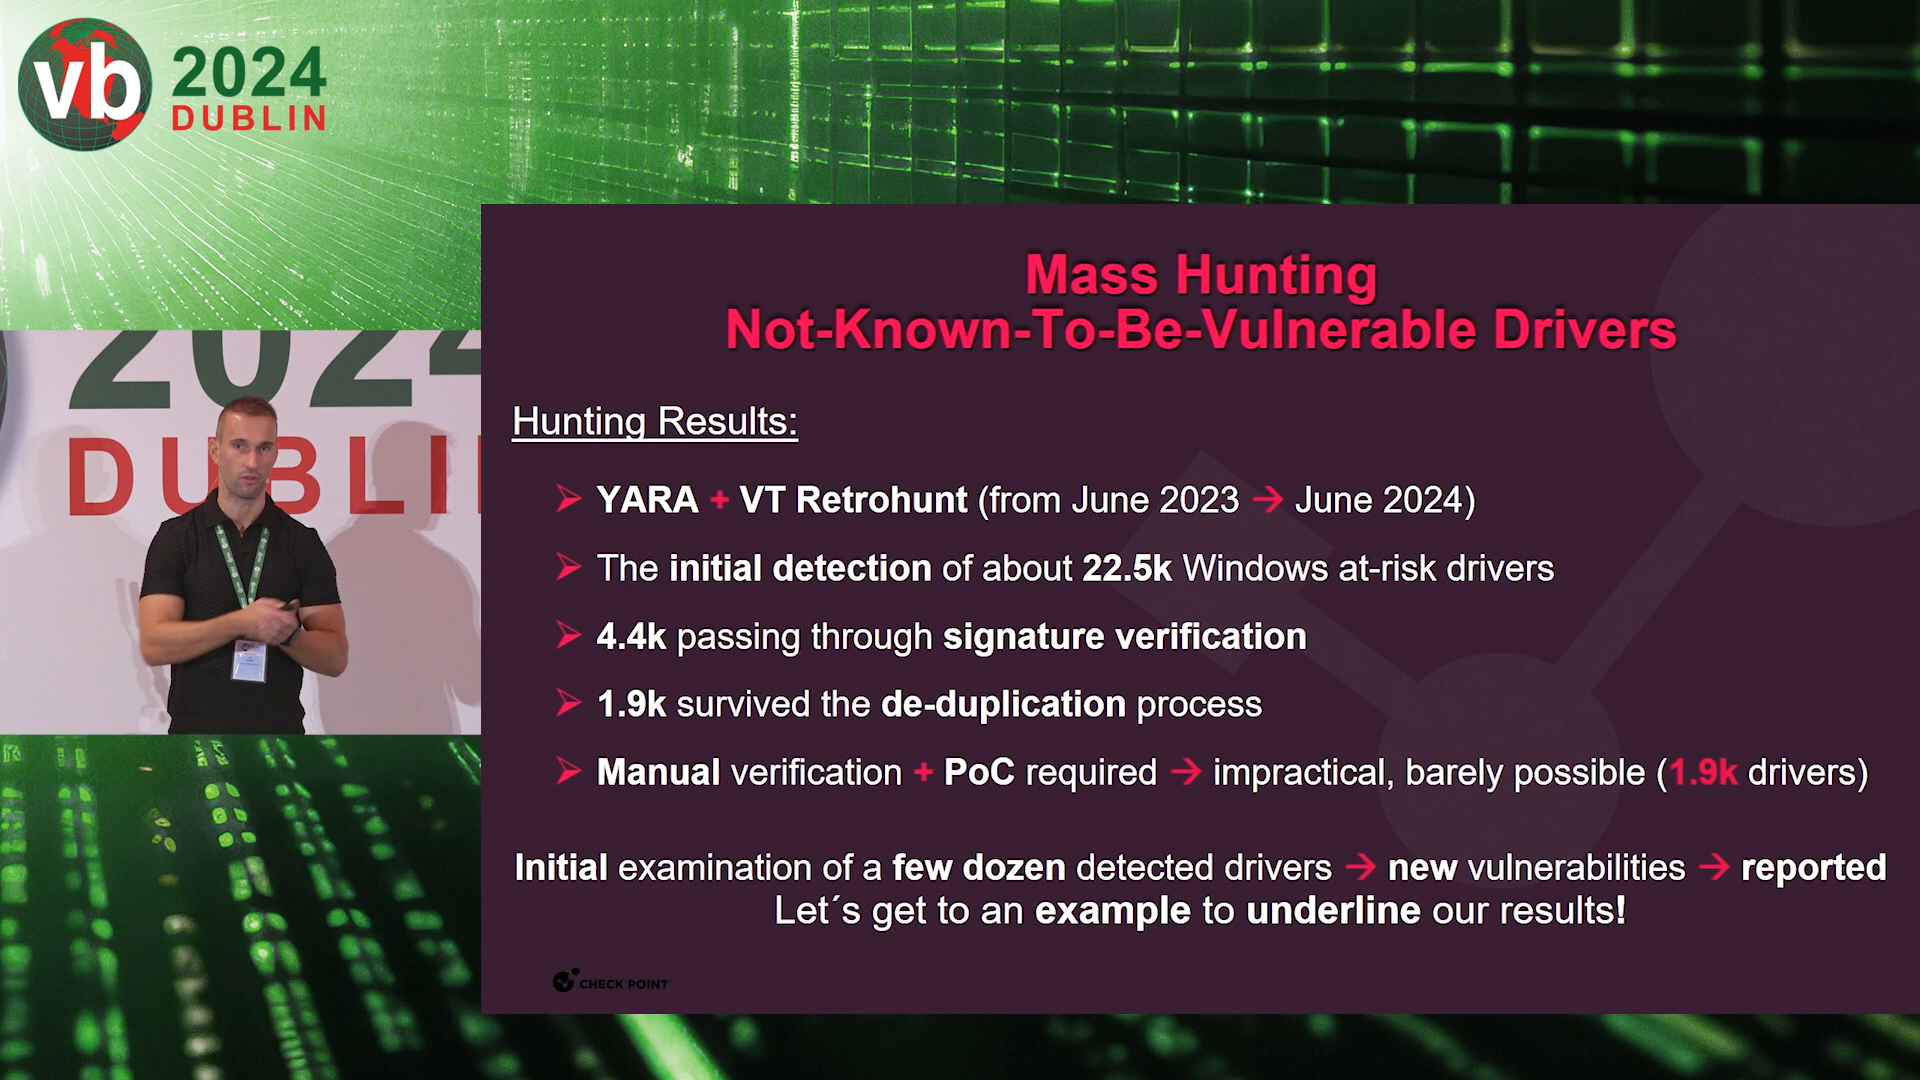 vb 2024
DUBLIN
2024
DUBLI
Mass Hunting
Not-Known-To-Be-Vulnerable Drivers
Hunting Results:
YARA + VT Retrohunt (from June 2023 → June 2024)
The initial detection of about 22.5k Windows at-risk drivers
4.4k passing through signature verification
1.9k survived the de-duplication process
Manual verification + PoC required → impractical, barely possible (1.9k drivers)
Initial examination of a few dozen detected drivers → new vulnerabilities → reported
Let´s get to an example to underline our results!
CHECK POINT